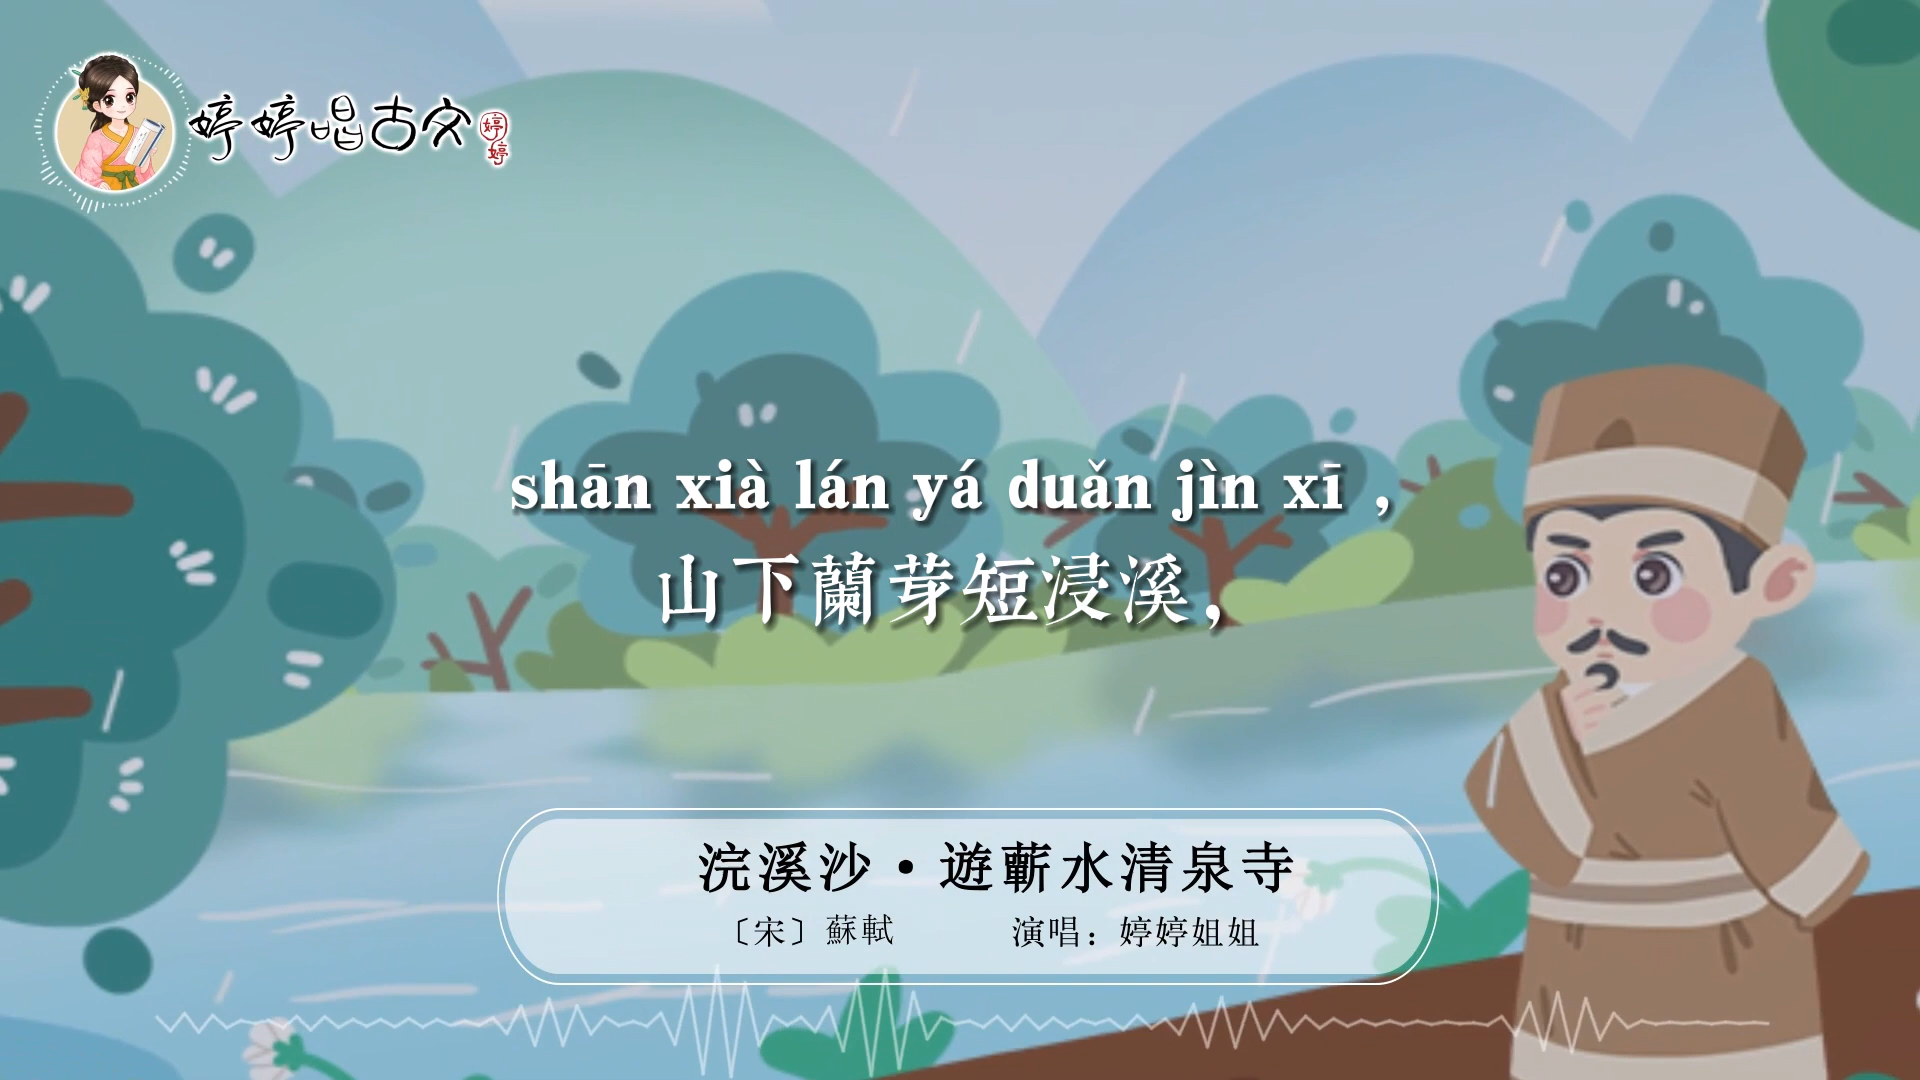 婷婷唱古文
婷婷
shān xià lán yá duǎn jìn xī ,
山下蘭芽短浸溪，
浣溪沙·遊蘄水清泉寺
〔宋〕蘇軾 演唱：婷婷姐姐